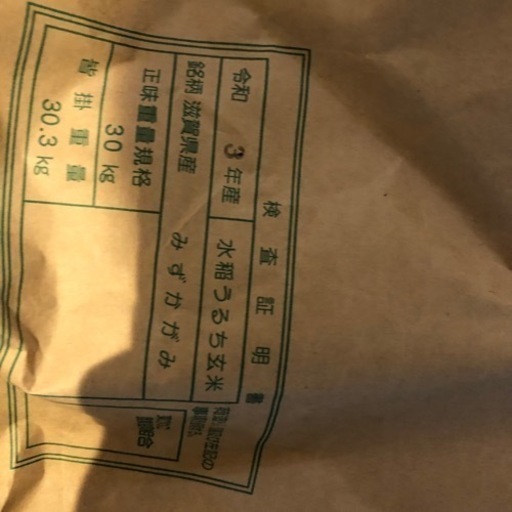 検査証明書
令和 3 年産 水稲うるち玄米
銘柄 滋賀県産 みずかがみ
正味重量規格
30 kg
皆掛重量
30.3 kg